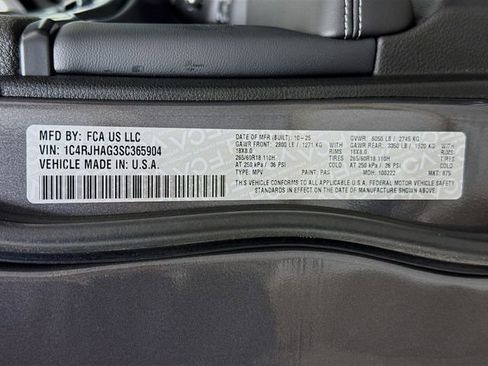 MFD BY: FCA US LLC
VIN: 1C4RJHAG3SC365904
VEHICLE MADE IN: U.S.A.
DATE OF MFR (BUILT): 10-25 GVWR: 6050 LB / 2745 KG
GAWR FRONT: 2800 LB / 1271 KG GAWR REAR: 3350 LB / 1520 KG
18X8.0 RIMS 18X8.0 RIMS
265/60R18 110H TIRES 265/60R18 110H TIRES
AT 250 kPa / 36 PSI COLD AT 250 kPa / 36 PSI COLD
TYPE: MPV PAINT: PAS MDH: 100222 MKT: 875
THIS VEHICLE CONFORMS TO ALL APPLICABLE U.S.A. FEDERAL MOTOR VEHICLE SAFETY
STANDARDS IN EFFECT ON THE DATE OF MANUFACTURE SHOWN ABOVE.